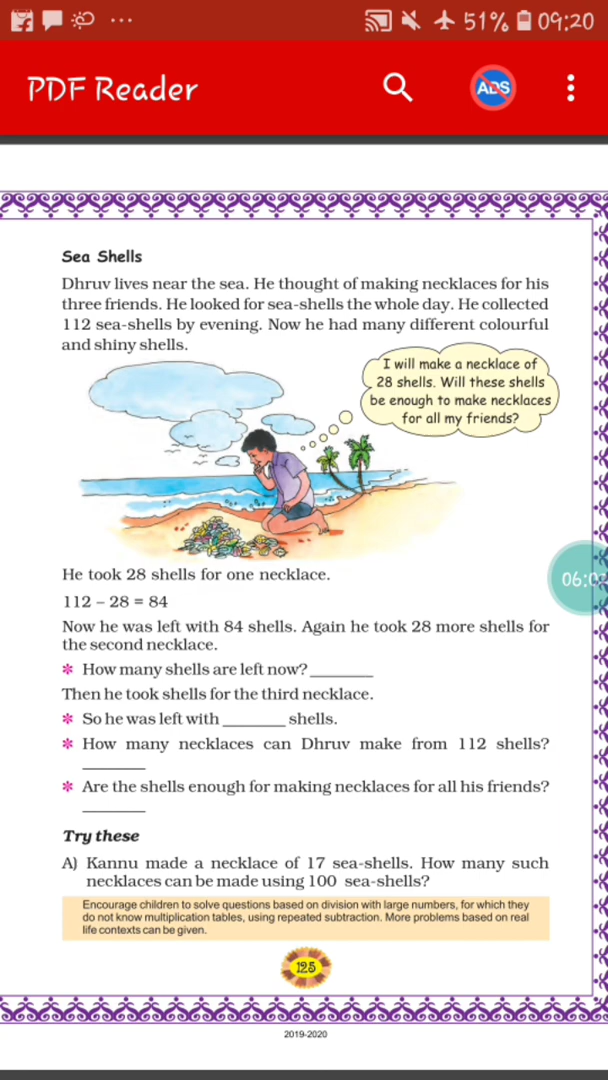 51% 09:20
PDF Reader
ADS
Sea Shells
Dhruv lives near the sea. He thought of making necklaces for his
three friends. He looked for sea-shells the whole day. He collected
112 sea-shells by evening. Now he had many different colourful
and shiny shells.
I will make a necklace of
28 shells. Will these shells
be enough to make necklaces
for all my friends?
He took 28 shells for one necklace.
112 – 28 = 84
Now he was left with 84 shells. Again he took 28 more shells for
the second necklace.
* How many shells are left now? ________
Then he took shells for the third necklace.
* So he was left with ________ shells.
* How many necklaces can Dhruv make from 112 shells?
________
* Are the shells enough for making necklaces for all his friends?
________
Try these
A) Kannu made a necklace of 17 sea-shells. How many such
necklaces can be made using 100 sea-shells?
Encourage children to solve questions based on division with large numbers, for which they
do not know multiplication tables, using repeated subtraction. More problems based on real
life contexts can be given.
125
2019-2020